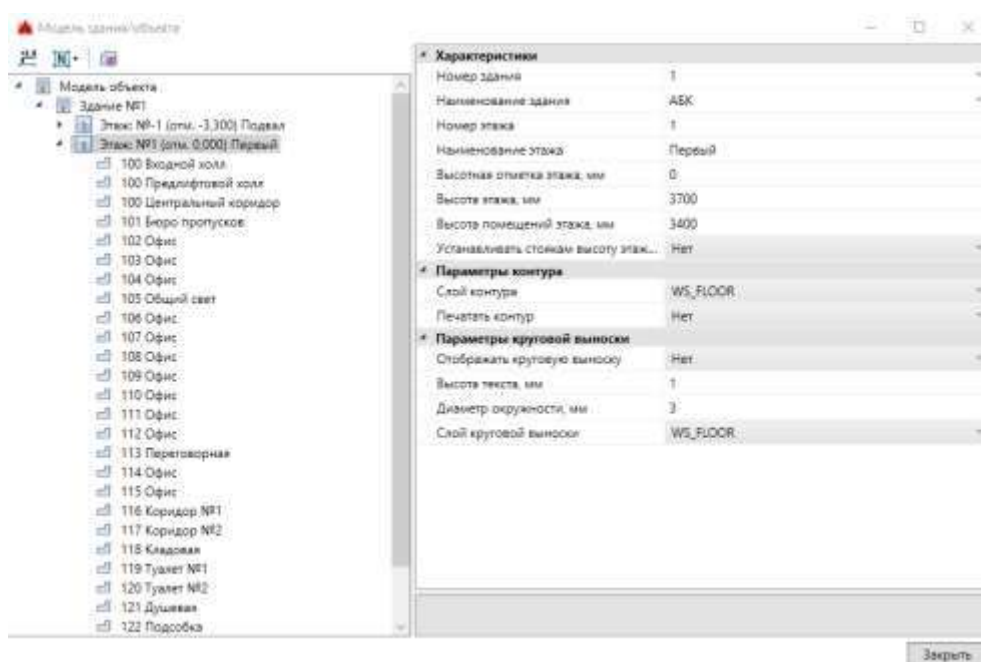 Модель здания/объекта
Модель объекта
Здание №1
Этаж: №-1 (отм. -3,300) Подвал
Этаж: №1 (отм. 0,000) Первый
100 Входной холл
100 Предлифтовой холл
100 Центральный коридор
101 Бюро пропусков
102 Офис
103 Офис
104 Офис
105 Общий свет
106 Офис
107 Офис
108 Офис
109 Офис
110 Офис
111 Офис
112 Офис
113 Переговорная
114 Офис
115 Офис
116 Коридор №1
117 Коридор №2
118 Кладовая
119 Туалет №1
120 Туалет №2
121 Душевая
122 Подсобка
Характеристики
Номер здания 1
Наименование здания АБК
Номер этажа 1
Наименование этажа Первый
Высотная отметка этажа, мм 0
Высота этажа, мм 3700
Высота помещений этажа, мм 3400
Устанавливать стоякам высоту этаж... Нет
Параметры контура
Слой контура WS_FLOOR
Печатать контур Нет
Параметры круговой выноски
Отображать круговую выноску Нет
Высота текста, мм 1
Диаметр окружности, мм 3
Слой круговой выноски WS_FLOOR
Закрыть